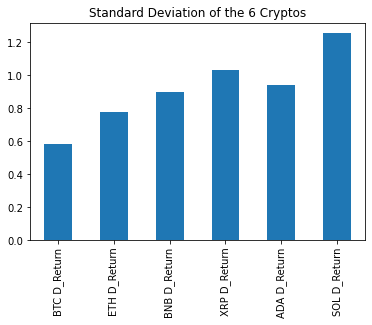 Standard Deviation of the 6 Cryptos
1.2
1.0
0.8
0.6
0.4
0.2
0.0
BTC D_Return
ETH D_Return
BNB D_Return
XRP D_Return
ADA D_Return
SOL D_Return